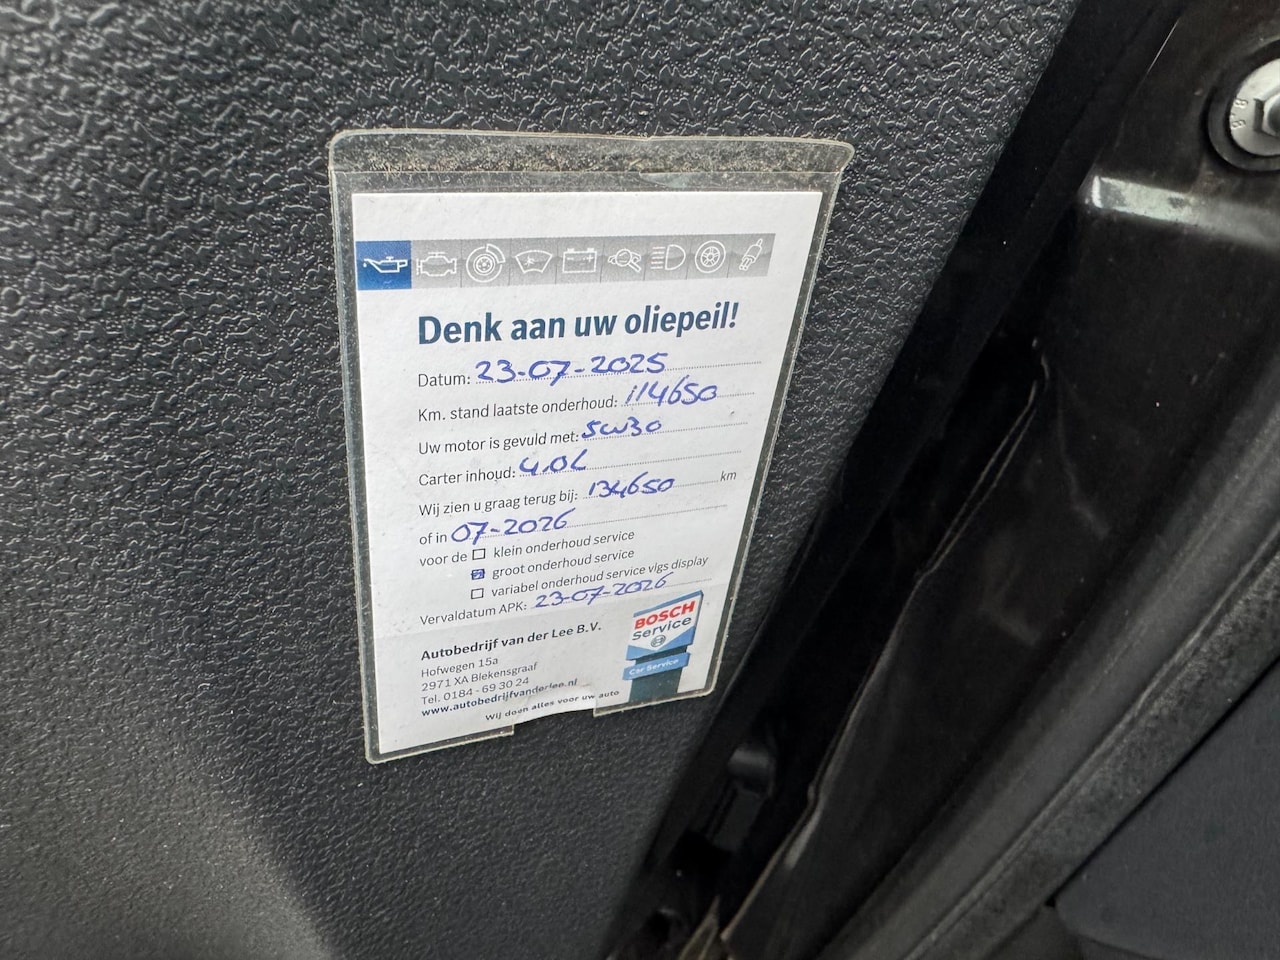 Denk aan uw oliepeil!
Datum: 23-07-2025
Km. stand laatste onderhoud: 114650
Uw motor is gevuld met: 5w30
Carter inhoud: 4.0L
Wij zien u graag terug bij: 134650 km
of in 07-2026
voor de klein onderhoud service
groot onderhoud service
variabel onderhoud service vlgs display
Vervaldatum APK: 23-07-2026
BOSCH
Service
Car Service
Autobedrijf van der Lee B.V.
Hofwegen 15a
2971 XA Blekensgraaf
Tel. 0184 - 69 30 24
www.autobedrijfvanderlee.nl
Wij doen alles voor uw auto
8.8